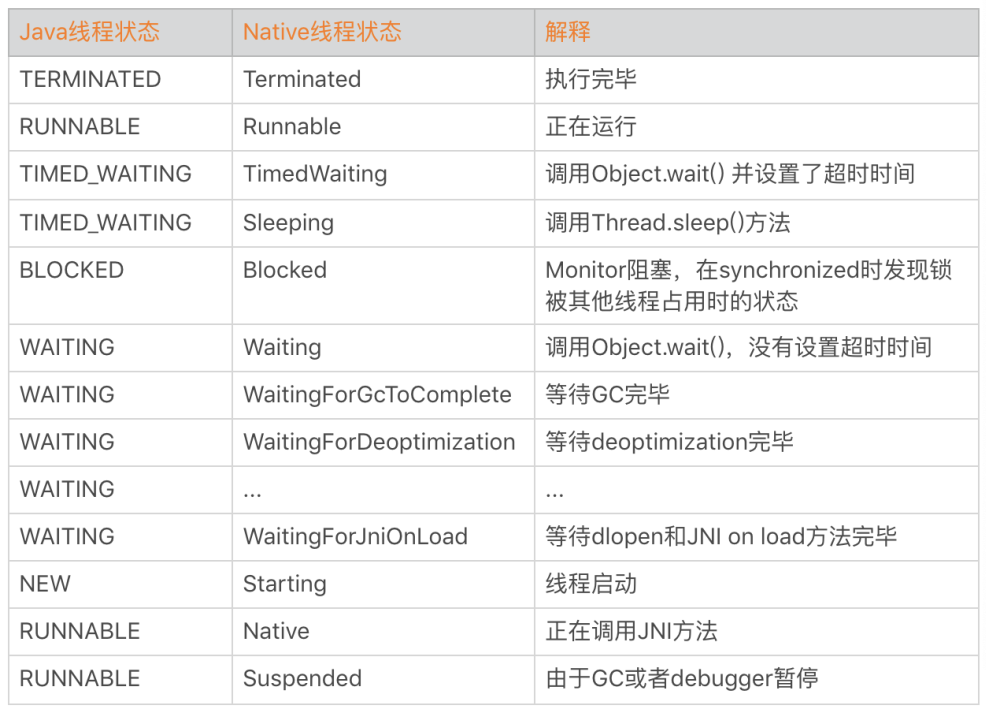 Java线程状态 Native线程状态 解释
TERMINATED Terminated 执行完毕
RUNNABLE Runnable 正在运行
TIMED_WAITING TimedWaiting 调用Object.wait() 并设置了超时时间
TIMED_WAITING Sleeping 调用Thread.sleep()方法
BLOCKED Blocked Monitor阻塞，在synchronized时发现锁
被其他线程占用时的状态
WAITING Waiting 调用Object.wait()，没有设置超时时间
WAITING WaitingForGcToComplete 等待GC完毕
WAITING WaitingForDeoptimization 等待deoptimization完毕
WAITING ... ...
WAITING WaitingForJniOnLoad 等待dlopen和JNI on load方法完毕
NEW Starting 线程启动
RUNNABLE Native 正在调用JNI方法
RUNNABLE Suspended 由于GC或者debugger暂停